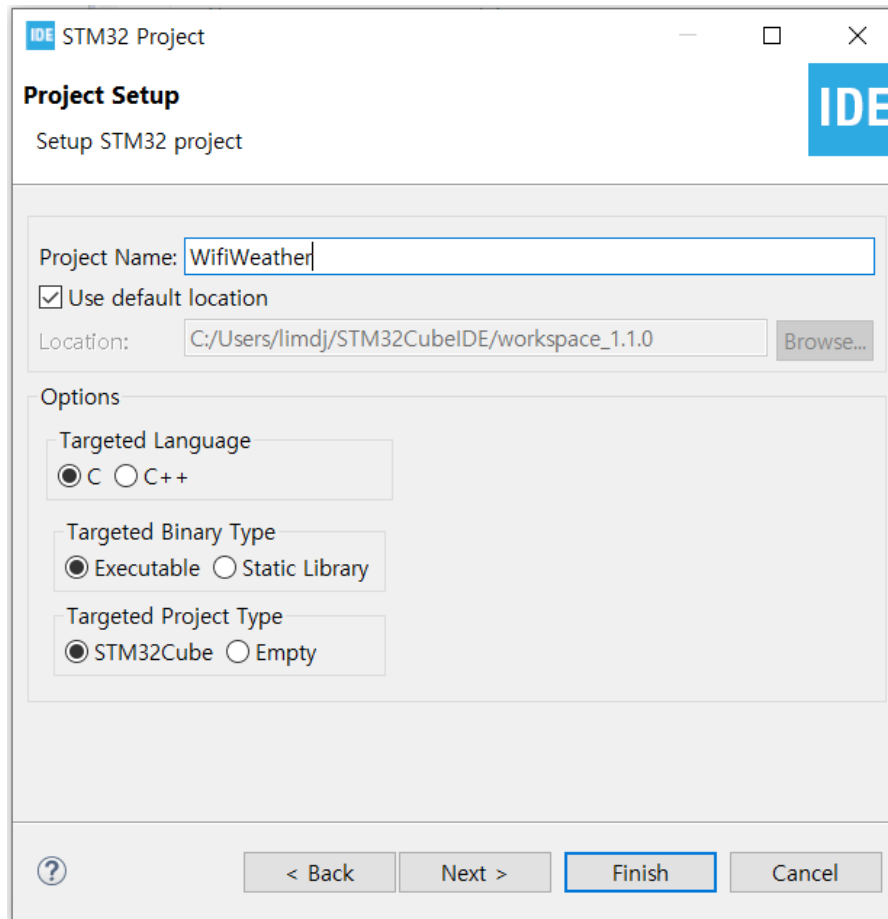 IDE STM32 Project
Project Setup
IDE
Setup STM32 project
Project Name: WifiWeather
Use default location
Location: C:/Users/limdj/STM32CubeIDE/workspace_1.1.0 Browse...
Options
Targeted Language
C C++
Targeted Binary Type
Executable Static Library
Targeted Project Type
STM32Cube Empty
? < Back Next > Finish Cancel